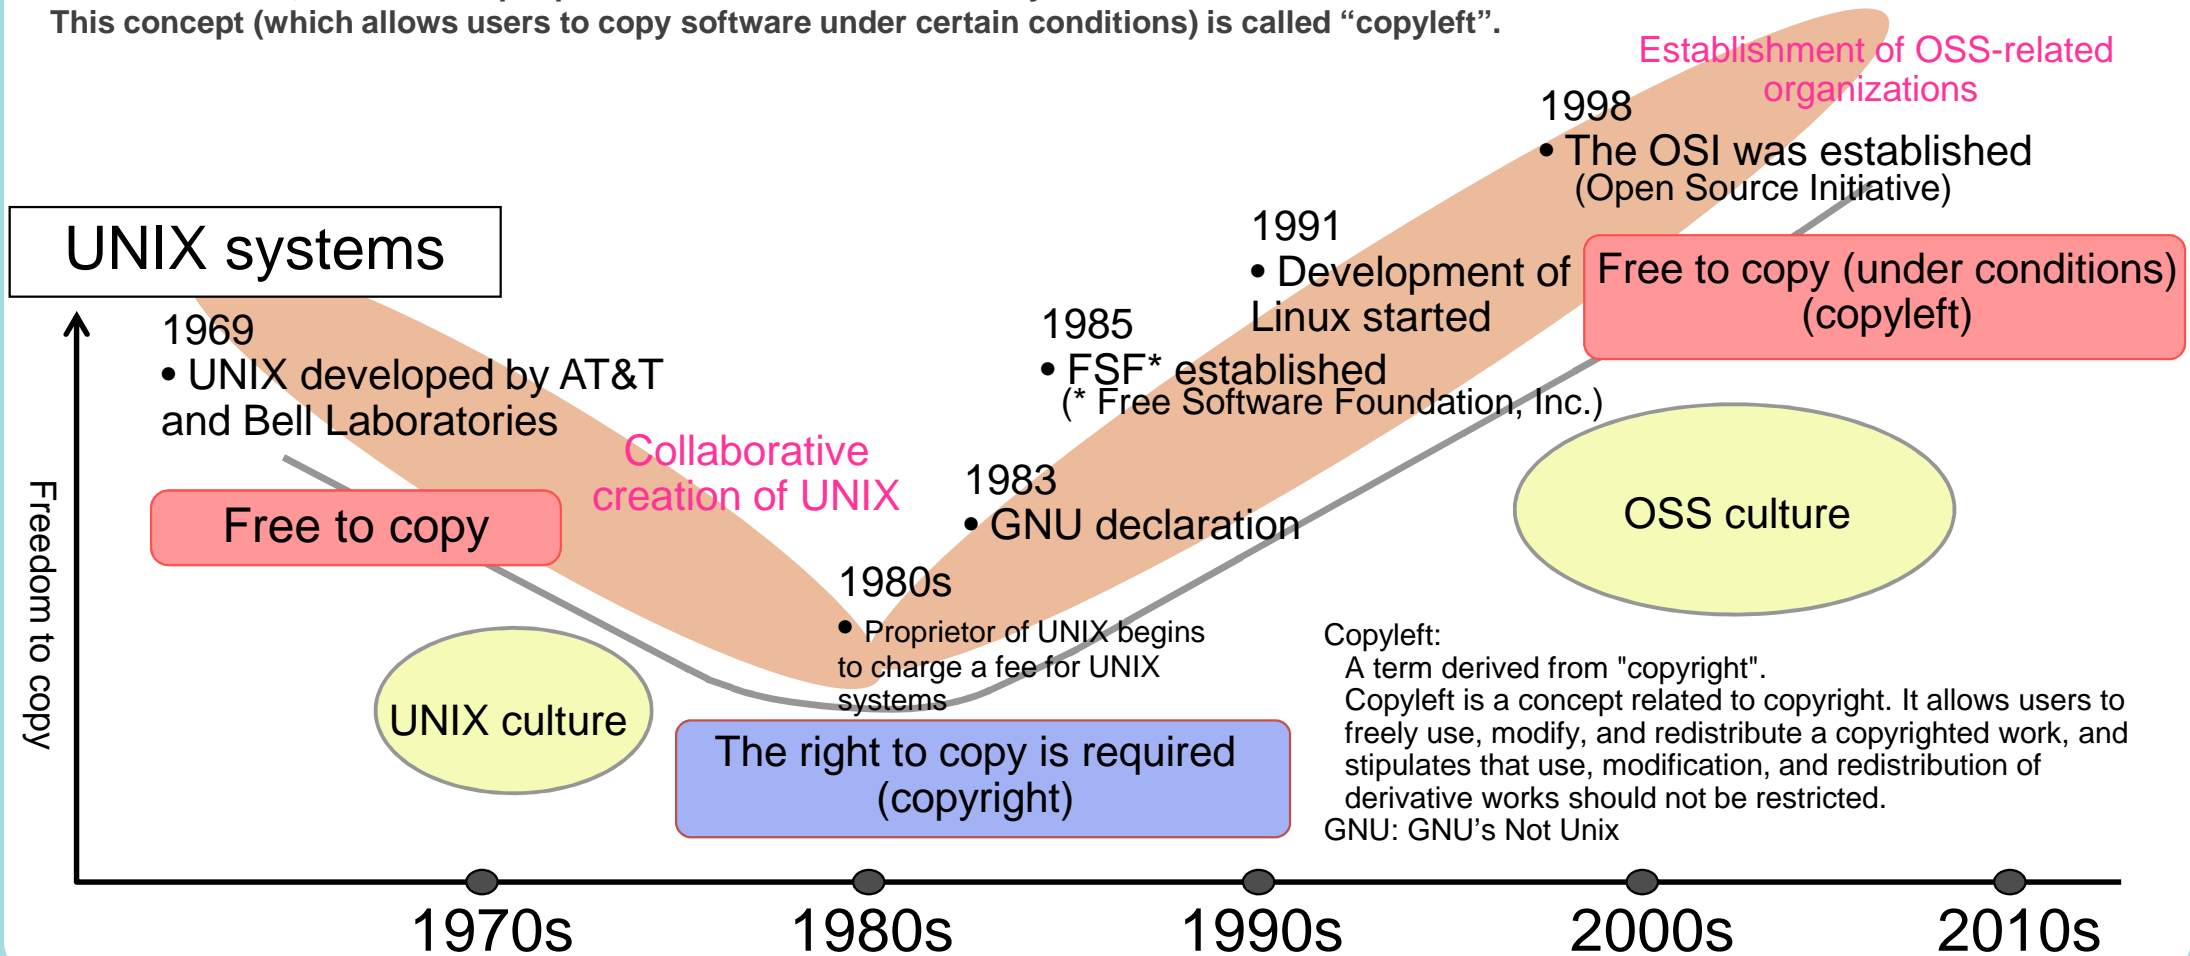 This concept (which allows users to copy software under certain conditions) is called “copyleft”.
Establishment of OSS-related
organizations
1998
• The OSI was established
(Open Source Initiative)
UNIX systems
1991
• Development of
Linux started
Free to copy (under conditions)
(copyleft)
1969
• UNIX developed by AT&T
and Bell Laboratories
1985
• FSF* established
(* Free Software Foundation, Inc.)
Collaborative
creation of UNIX
1983
• GNU declaration
Free to copy
OSS culture
Freedom to copy
1980s
• Proprietor of UNIX begins
to charge a fee for UNIX
systems
UNIX culture
The right to copy is required
(copyright)
Copyleft:
A term derived from "copyright".
Copyleft is a concept related to copyright. It allows users to
freely use, modify, and redistribute a copyrighted work, and
stipulates that use, modification, and redistribution of
derivative works should not be restricted.
GNU: GNU’s Not Unix
1970s
1980s
1990s
2000s
2010s